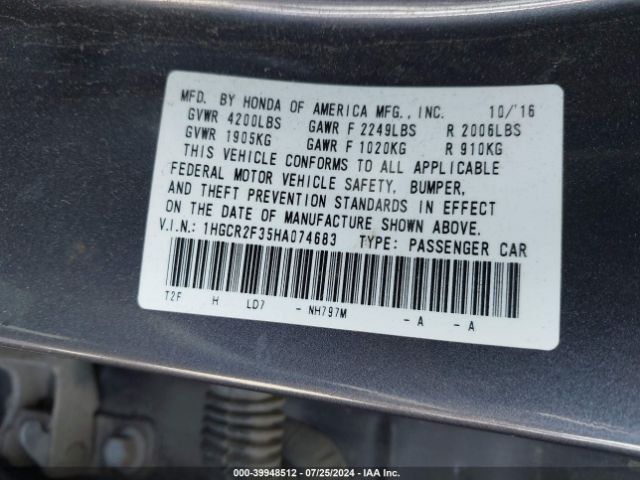 MFD. BY HONDA OF AMERICA MFG., INC. 10/'16
GVWR 4200LBS GAWR F 2249LBS R 2006LBS
GVWR 1905KG GAWR F 1020KG R 910KG
THIS VEHICLE CONFORMS TO ALL APPLICABLE
FEDERAL MOTOR VEHICLE SAFETY, BUMPER,
AND THEFT PREVENTION STANDARDS IN EFFECT
ON THE DATE OF MANUFACTURE SHOWN ABOVE.
V.I.N.: 1HGCR2F35HA074683 TYPE: PASSENGER CAR
T2F H LD7 - NH797M - A - A
000-39948512 - 07/25/2024 - IAA Inc.